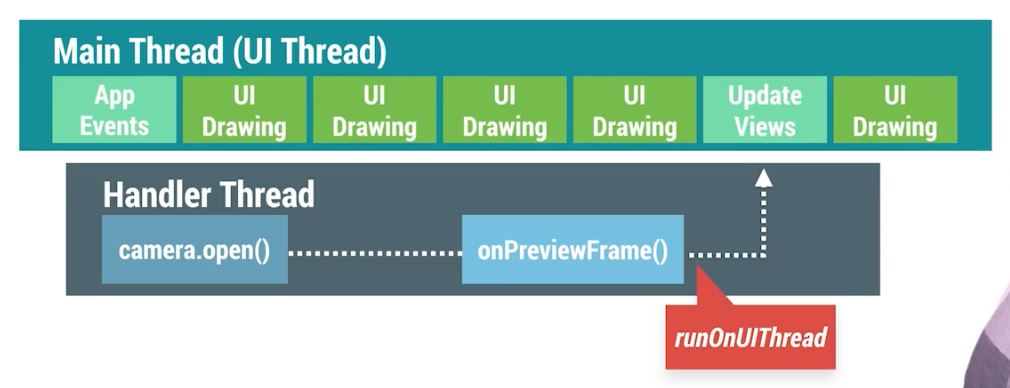 Main Thread (UI Thread)
App
Events
UI
Drawing
UI
Drawing
UI
Drawing
UI
Drawing
Update
Views
UI
Drawing
Handler Thread
camera.open()
onPreviewFrame()
runOnUIThread